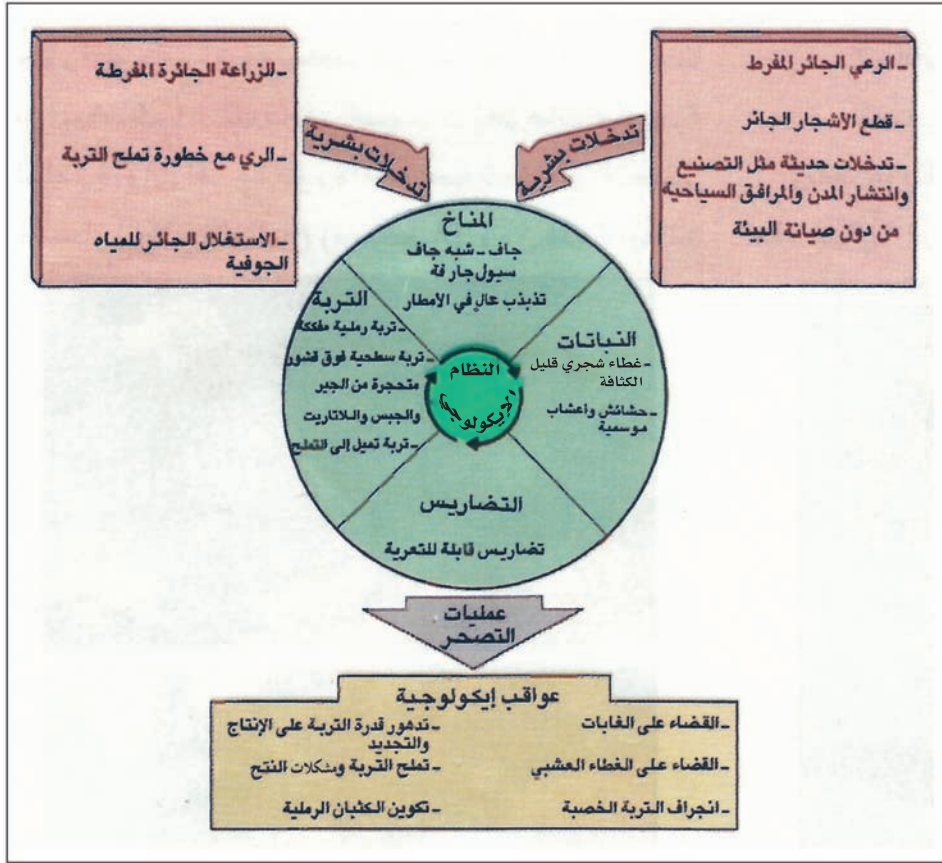 - الرعي الجائر المفرط
- قطع الأشجار الجائر
- تدخلات حديثة مثل التصنيع
وانتشار المدن والمرافق السياحية
من دون صيانة البيئة
تدخلات بشرية
- الزراعة الجائرة المفرطة
- الري مع خطورة تملح التربة
- الاستغلال الجائر للمياه
الجوفية
تدخلات بشرية
المناخ
جاف - شبه جاف
سيول جارفة
تذبذب عال في الأمطار
النباتات
- غطاء شجري قليل
الكثافة
- حشائش وأعشاب
موسمية
التربة
- تربة رملية مفككة
- تربة سطحية فوق قشور
متحجرة من الجير
والجبس واللاتاريت
- تربة تميل إلى التملح
النظام
الايكولوجي
التضاريس
تضاريس قابلة للتعرية
عمليات
التصحر
عواقب إيكولوجية
- القضاء على الغابات
- القضاء على الغطاء العشبي
- انجراف التربة الخصبة
- تدهور قدرة التربة على الإنتاج
والتجديد
- تملح التربة ومشكلات النتح
- تكوين الكثبان الرملية